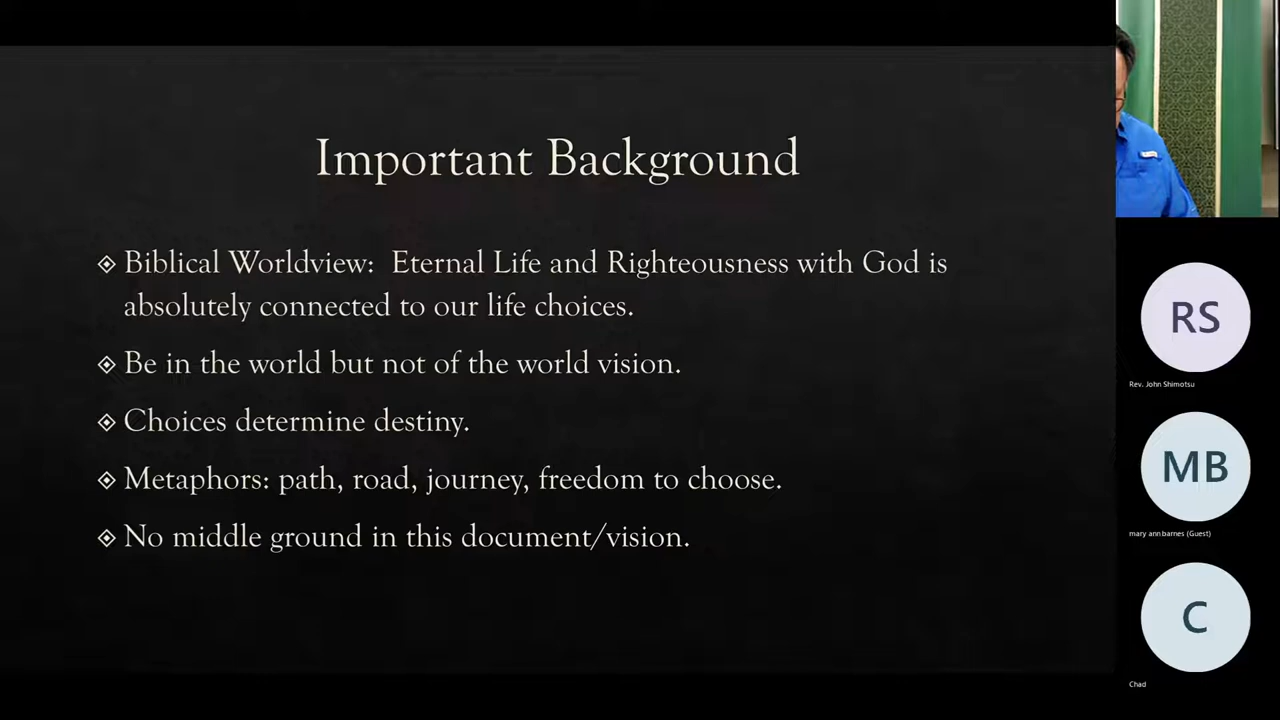 Important Background
Biblical Worldview: Eternal Life and Righteousness with God is
absolutely connected to our life choices.
Be in the world but not of the world vision.
Choices determine destiny.
Metaphors: path, road, journey, freedom to choose.
No middle ground in this document/vision.
RS
Rev. John Shimotsu
MB
mary ann barnes (Guest)
C
Chad